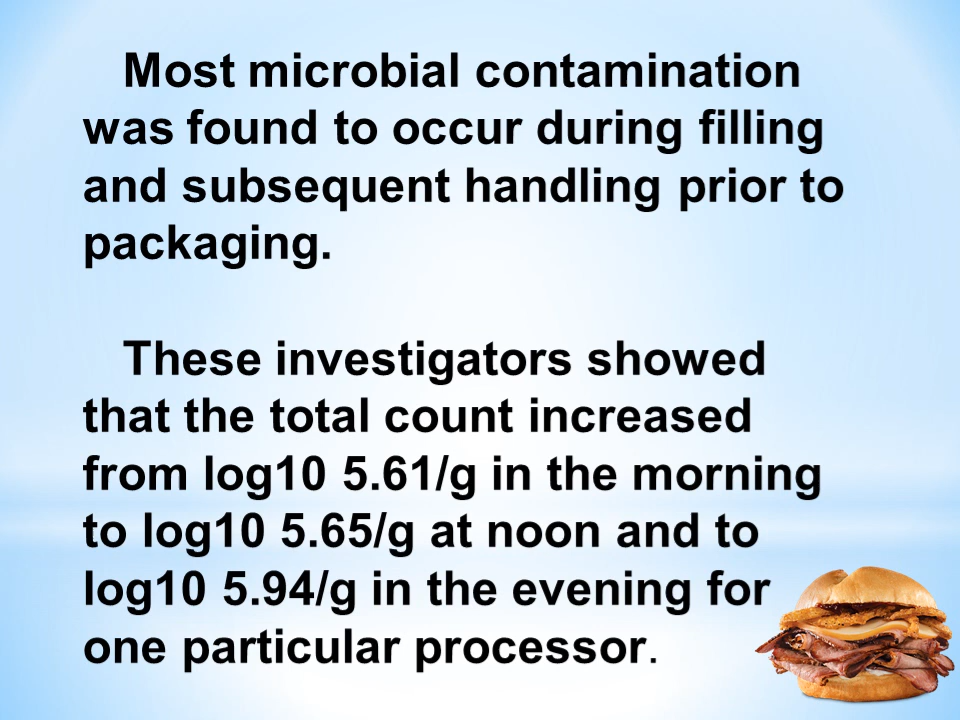 Most microbial contamination
was found to occur during filling
and subsequent handling prior to
packaging.
These investigators showed
that the total count increased
from log10 5.61/g in the morning
to log10 5.65/g at noon and to
log10 5.94/g in the evening for
one particular processor.